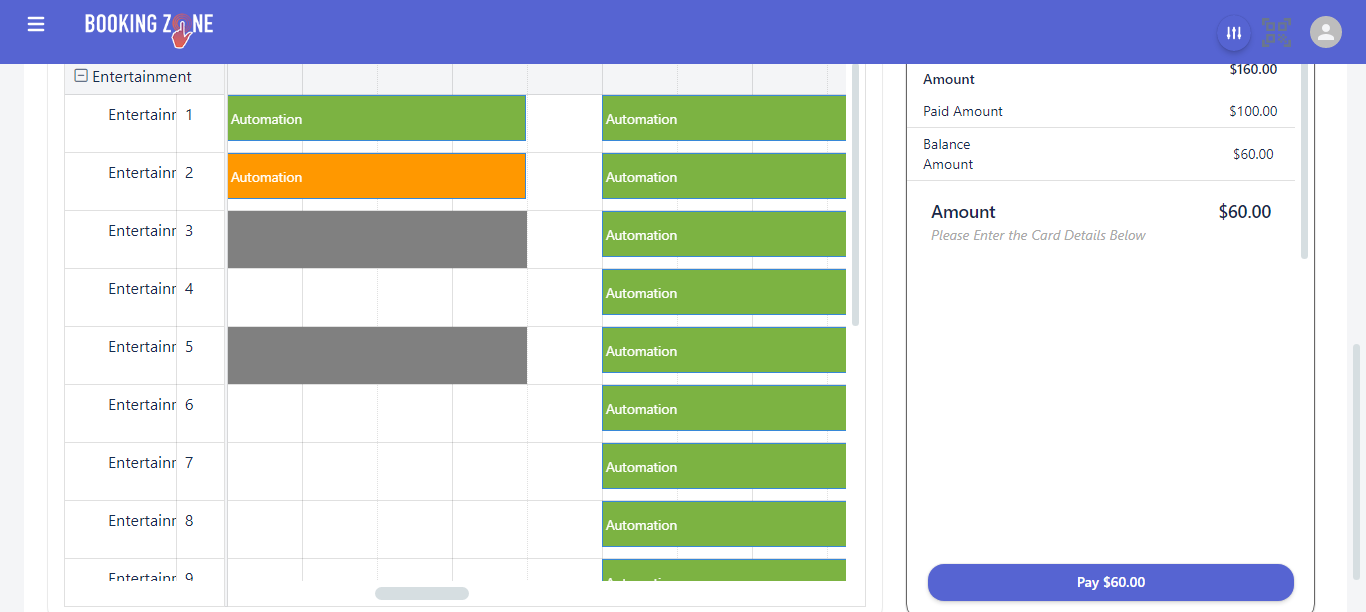 BOOKING ZONE
Entertainment
Entertainr 1
Automation
Automation
Entertainr 2
Automation
Automation
Entertainr 3
Automation
Entertainr 4
Automation
Entertainr 5
Automation
Entertainr 6
Automation
Entertainr 7
Automation
Entertainr 8
Automation
Entertainr 9
Automation
Amount
$160.00
Paid Amount $100.00
Balance
Amount
$60.00
Amount $60.00
Please Enter the Card Details Below
Pay $60.00